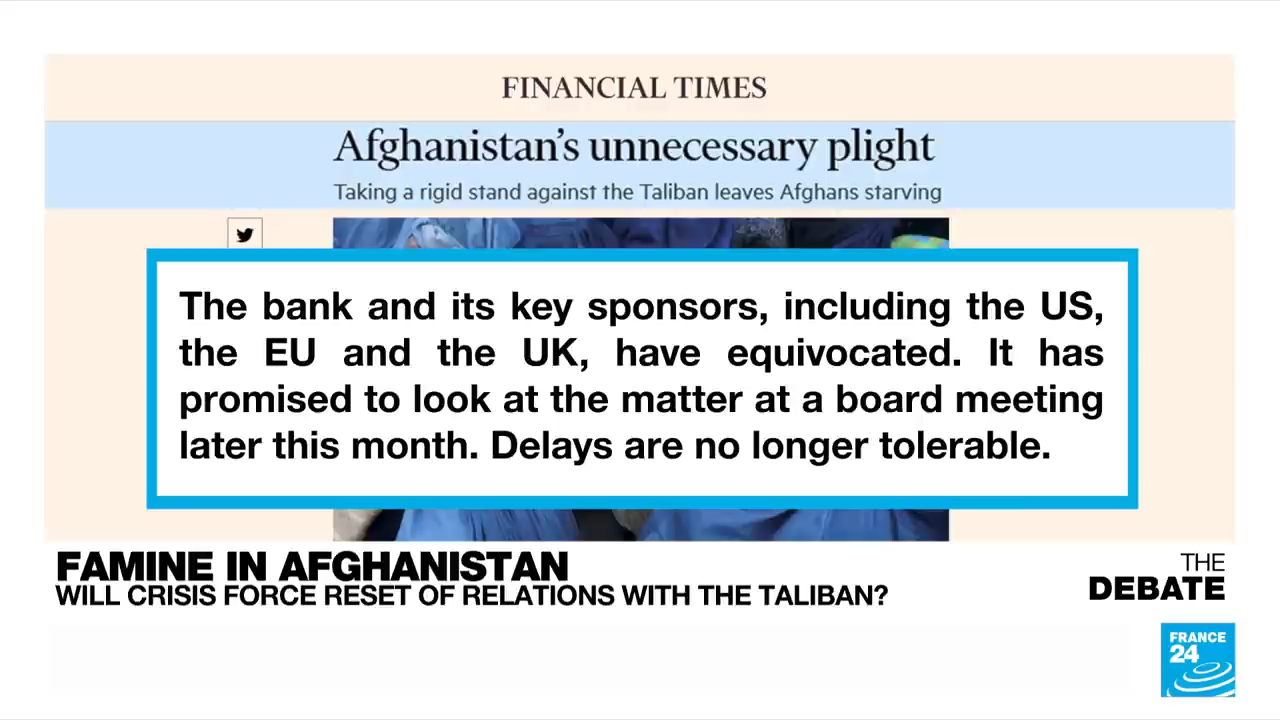 FINANCIAL TIMES
Afghanistan's unnecessary plight
Taking a rigid stand against the Taliban leaves Afghans starving
The bank and its key sponsors, including the US,
the EU and the UK, have equivocated. It has
promised to look at the matter at a board meeting
later this month. Delays are no longer tolerable.
FAMINE IN AFGHANISTAN
WILL CRISIS FORCE RESET OF RELATIONS WITH THE TALIBAN?
THE
DEBATE
FRANCE
24